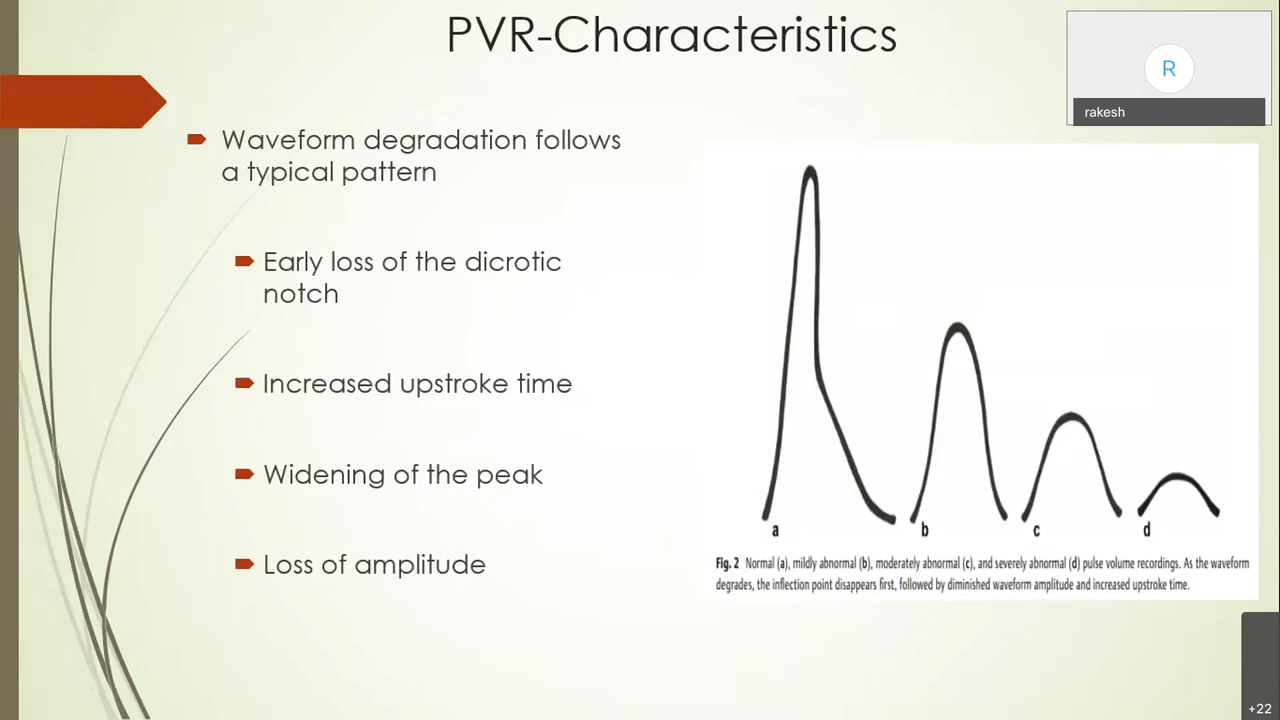 PVR-Characteristics
R
rakesh
Waveform degradation follows
a typical pattern
Early loss of the dicrotic
notch
Increased upstroke time
Widening of the peak
Loss of amplitude
a
b
c
d
Fig. 2 Normal (a), mildly abnormal (b), moderately abnormal (c), and severely abnormal (d) pulse volume recordings. As the waveform
degrades, the inflection point disappears first, followed by diminished waveform amplitude and increased upstroke time.
+22